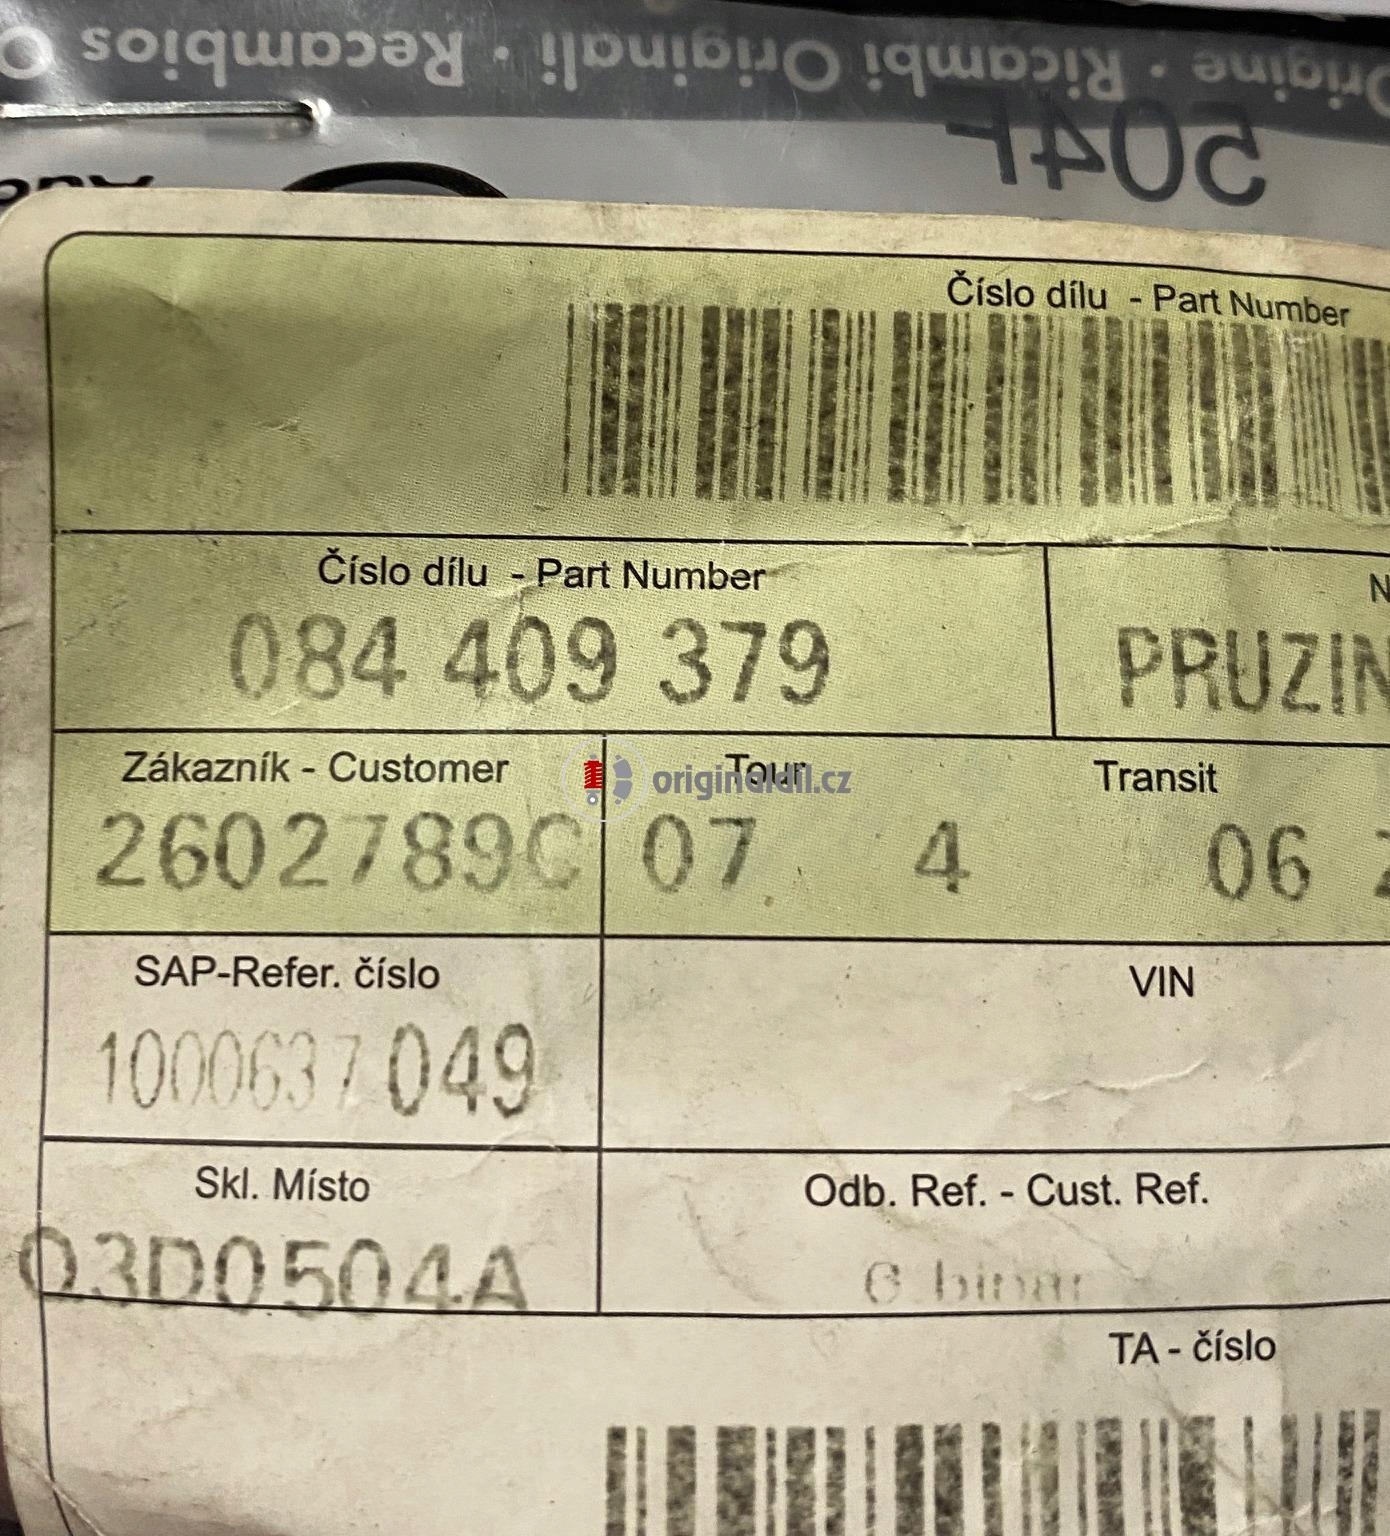 Origine · Ricambi Originali · Recambios O
504F
Číslo dílu - Part Number
Číslo dílu - Part Number
084 409 379
PRUZIN
Zákazník - Customer
Tour
Transit
originaldil.cz
2602789C
07 4
06
SAP-Refer. číslo
VIN
1000637049
Skl. Místo
Odb. Ref. - Cust. Ref.
03D0504A
TA - číslo